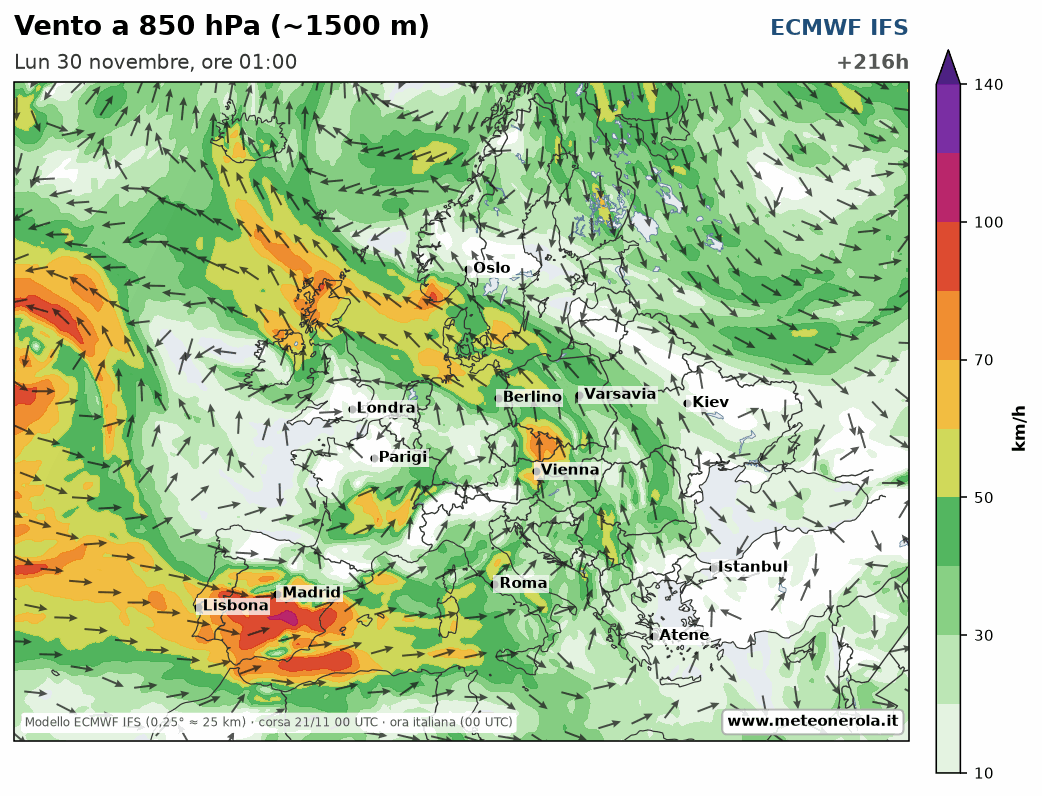 Vento a 850 hPa (~1500 m)
ECMWF IFS
Lun 30 novembre, ore 01:00
+216h
140
100
70
50
30
10
km/h
Oslo
Berlino
Varsavia
Kiev
Londra
Parigi
Vienna
Istanbul
Roma
Madrid
Lisbona
Atene
Modello ECMWF IFS (0,25° ≈ 25 km) · corsa 21/11 00 UTC · ora italiana (00 UTC)
www.meteonerola.it